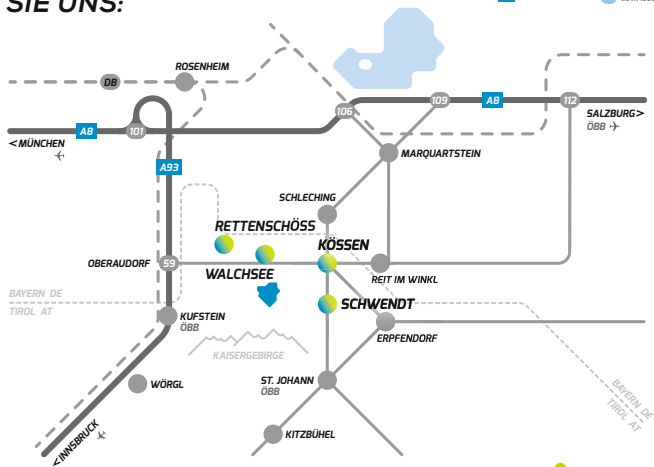 SIE UNS:
ROSENHEIM
DB
106
109
A8
112
SALZBURG>
ÖBB
A8
101
<MÜNCHEN
MARQUARTSTEIN
A93
SCHLECHING
RETTENSCHÖSS
KÖSSEN
OBERAUDORF
59
WALCHSEE
REIT IM WINKL
BAYERN DE
TIROL AT
SCHWENDT
KUFSTEIN
ÖBB
ERPFENDORF
KAISERGEBIRGE
WÖRGL
ST. JOHANN
ÖBB
BAYERN DE
TIROL AT
<INNSBRUCK
KITZBÜHEL